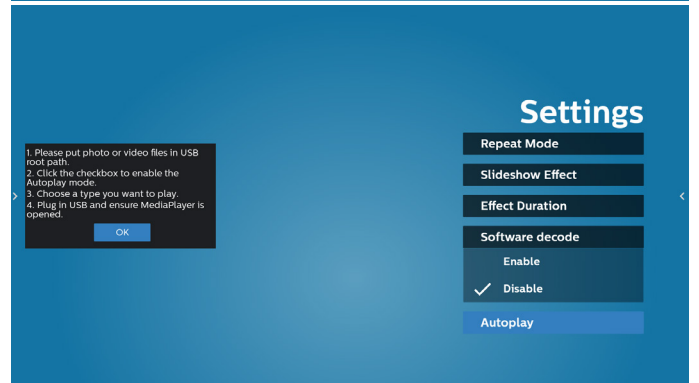 Settings
1. Please put photo or video files in USB
root path.
2. Click the checkbox to enable the
Autoplay mode.
3. Choose a type you want to play.
4. Plug in USB and ensure MediaPlayer is
opened.
OK
Repeat Mode
Slideshow Effect
Effect Duration
Software decode
Enable
Disable
Autoplay